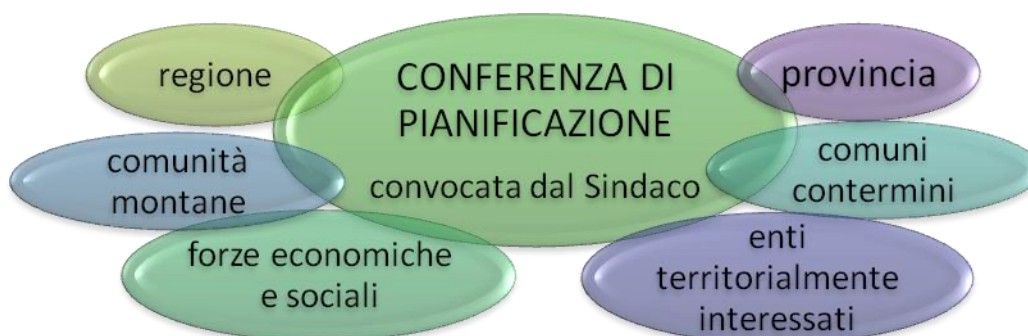 regione
CONFERENZA DI
PIANIFICAZIONE
convocata dal Sindaco
provincia
comunità
montane
comuni
contermini
forze economiche
e sociali
enti
territorialmente
interessati